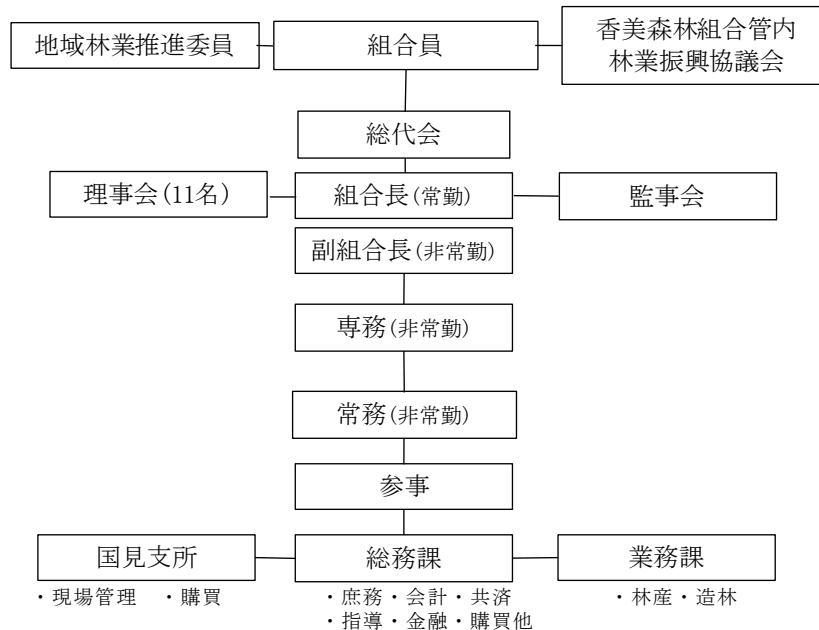 地域林業推進委員
組合員
香美森林組合管内
林業振興協議会
総代会
理事会(11名)
組合長(常勤)
監事会
副組合長(非常勤)
専務(非常勤)
常務(非常勤)
参事
国見支所
総務課
業務課
・現場管理 ・購買
・庶務・会計・共済
・指導・金融・購買他
・林産・造林